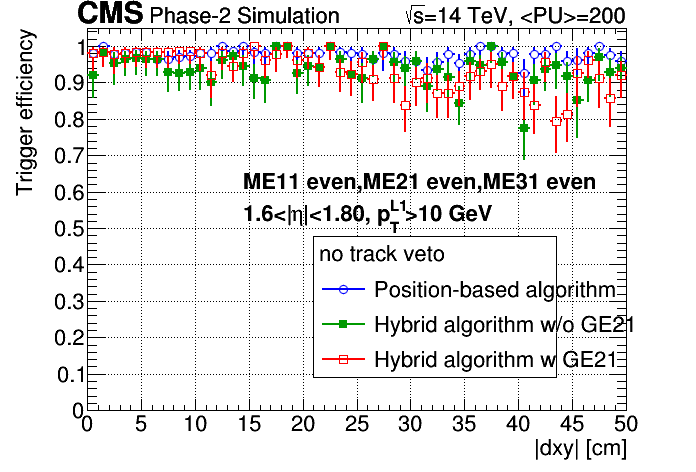 CMS Phase-2 Simulation √s=14 TeV, <PU>=200
Trigger efficiency
1
0.9
0.8
0.7
0.6
0.5
0.4
0.3
0.2
0.1
0
ME11 even,ME21 even,ME31 even
1.6<|η|<1.80, p_T^L1>10 GeV
no track veto
Position-based algorithm
Hybrid algorithm w/o GE21
Hybrid algorithm w GE21
0 5 10 15 20 25 30 35 40 45 50
|dxy| [cm]